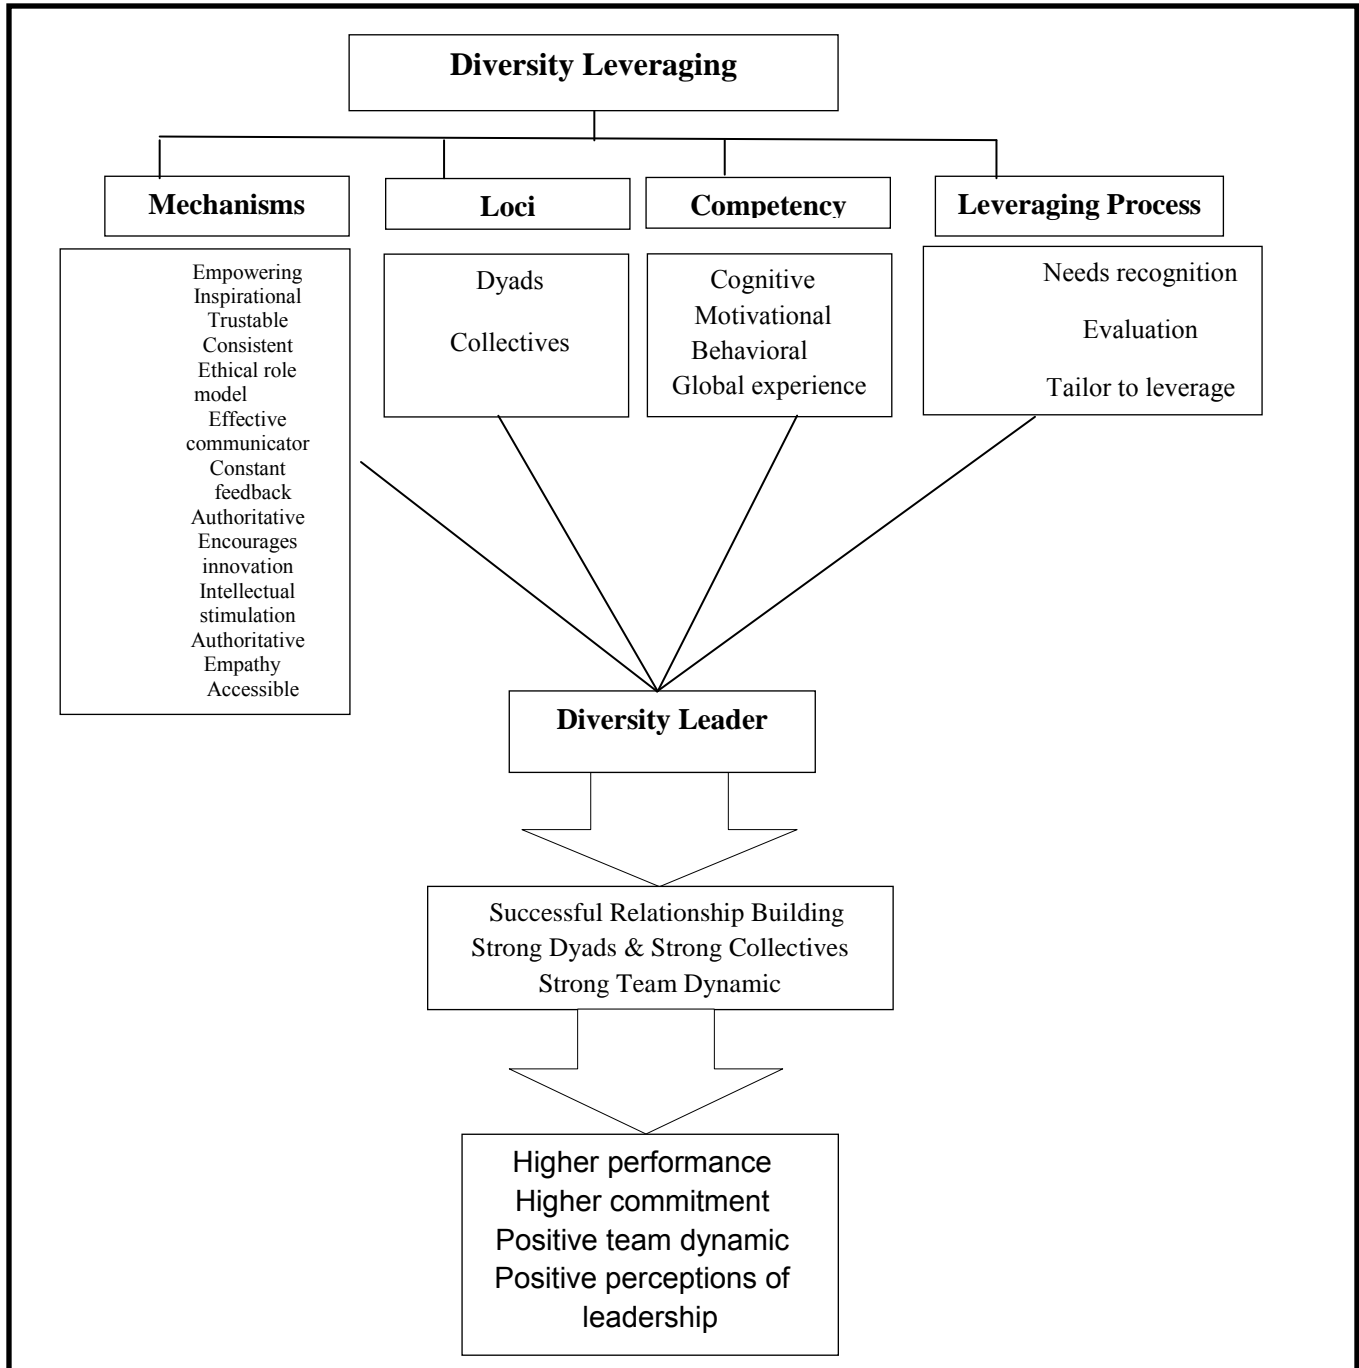 Diversity Leveraging
Mechanisms
Loci
Competency
Leveraging Process
Empowering
Inspirational
Trustable
Consistent
Ethical role
model
Effective
communicator
Constant
feedback
Authoritative
Encourages
innovation
Intellectual
stimulation
Authoritative
Empathy
Accessible
Dyads
Collectives
Cognitive
Motivational
Behavioral
Global experience
Needs recognition
Evaluation
Tailor to leverage
Diversity Leader
Successful Relationship Building
Strong Dyads & Strong Collectives
Strong Team Dynamic
Higher performance
Higher commitment
Positive team dynamic
Positive perceptions of
leadership